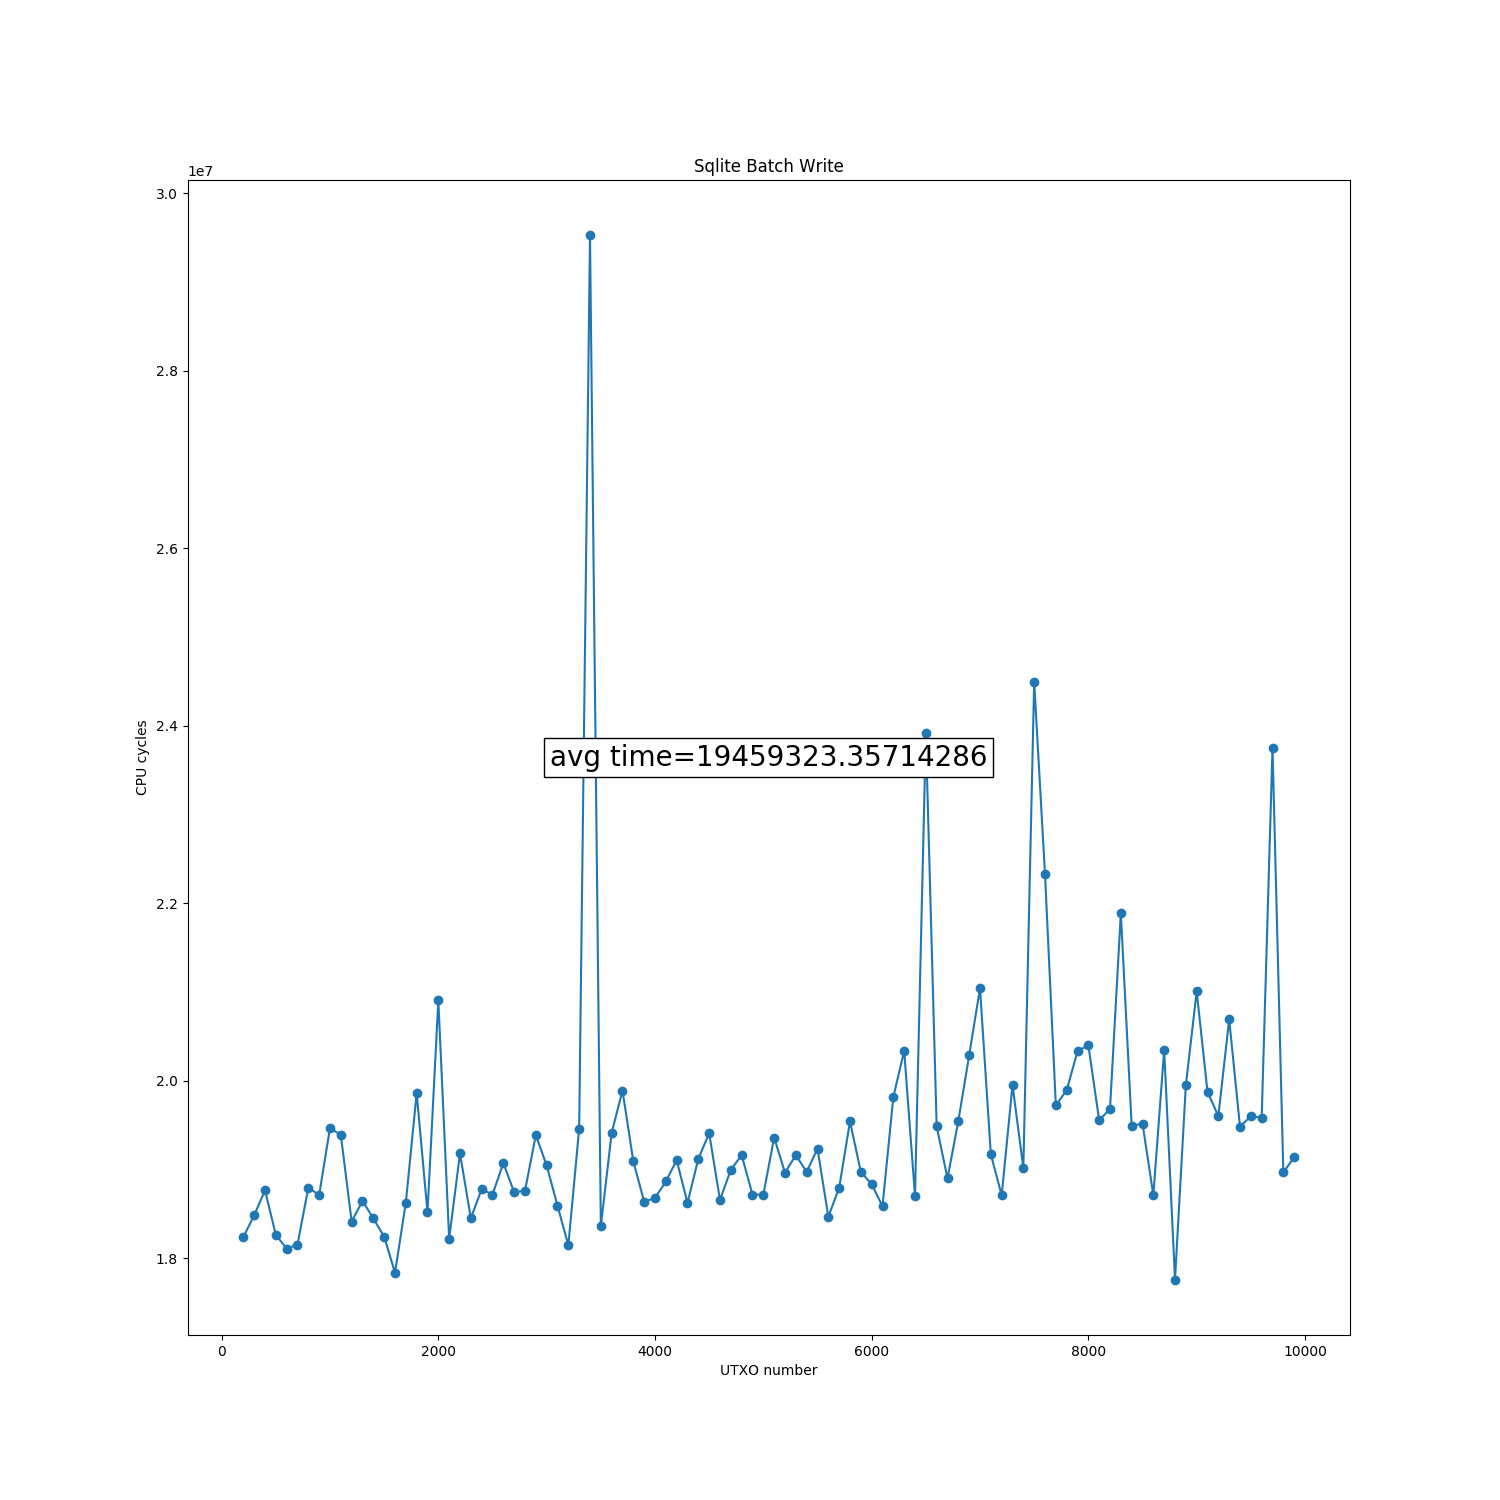 Sqlite Batch Write
1e7
3.0
2.8
2.6
2.4
2.2
2.0
1.8
CPU cycles
avg time=19459323.35714286
0 2000 4000 6000 8000 10000
UTXO number